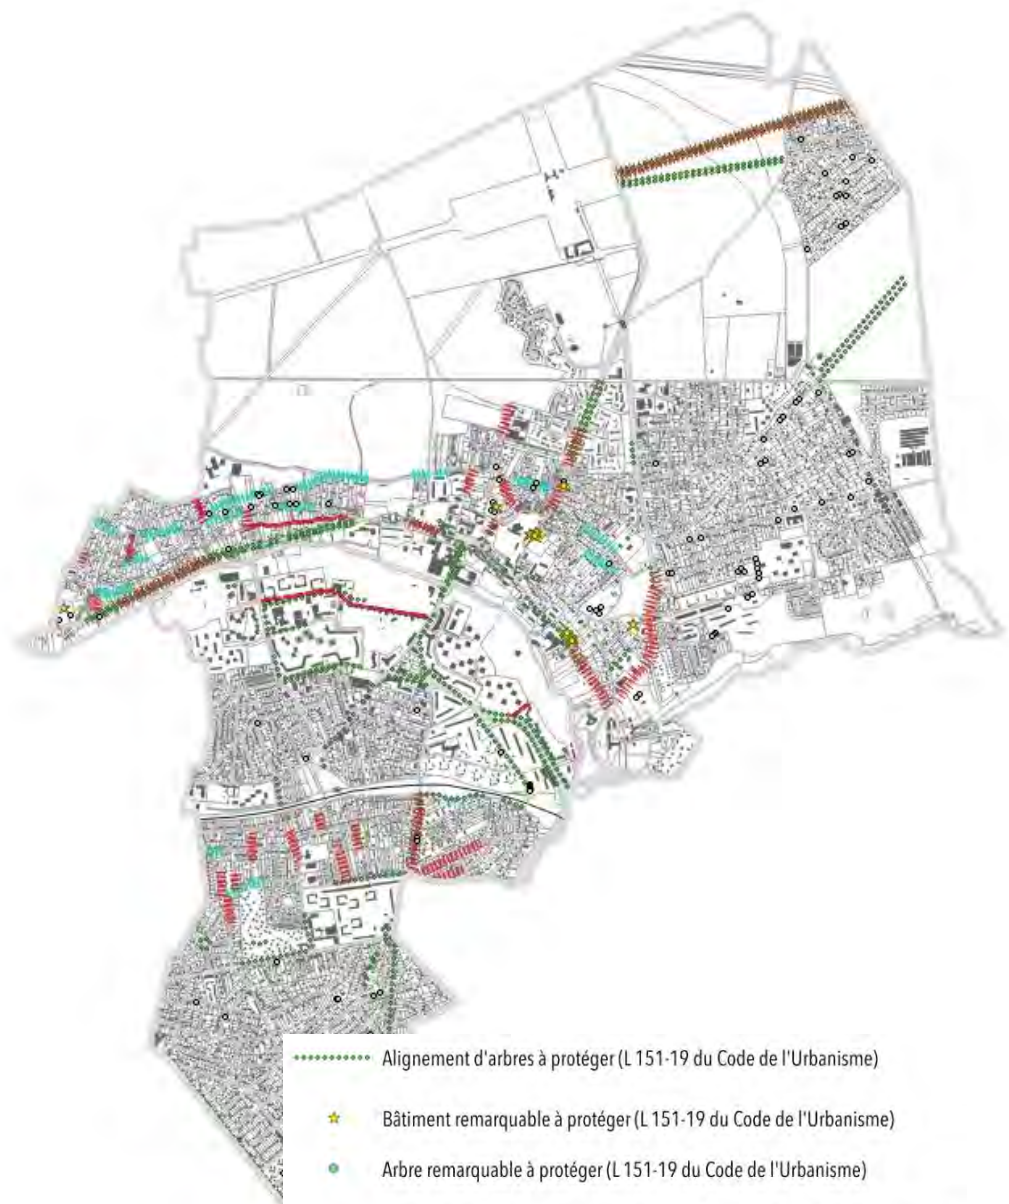 Alignement d'arbres à protéger (L 151-19 du Code de l'Urbanisme)
Bâtiment remarquable à protéger (L 151-19 du Code de l'Urbanisme)
Arbre remarquable à protéger (L 151-19 du Code de l'Urbanisme)